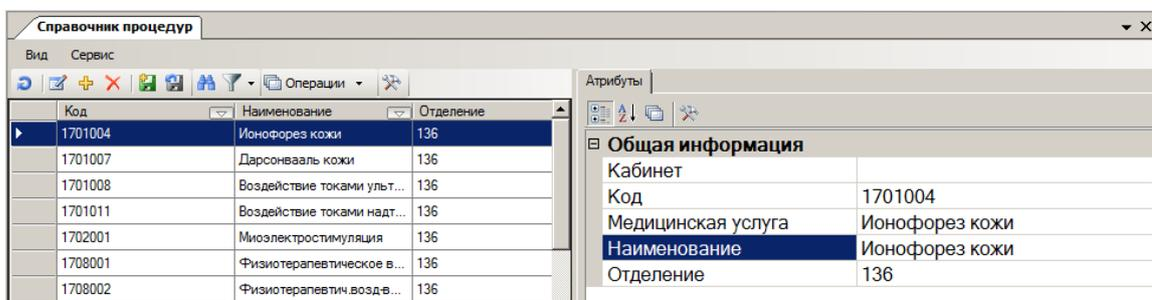 Справочник процедур
Вид Сервис
Операции
Код Наименование Отделение
1701004 Ионофорез кожи 136
1701007 Дарсонвааль кожи 136
1701008 Воздействие токами ульт... 136
1701011 Воздействие токами надт... 136
1702001 Миоэлектростимуляция 136
1708001 Физиотерапевтическое в... 136
1708002 Физиотерапевтич.возд-в... 136
Атрибуты
Общая информация
Кабинет
Код 1701004
Медицинская услуга Ионофорез кожи
Наименование Ионофорез кожи
Отделение 136